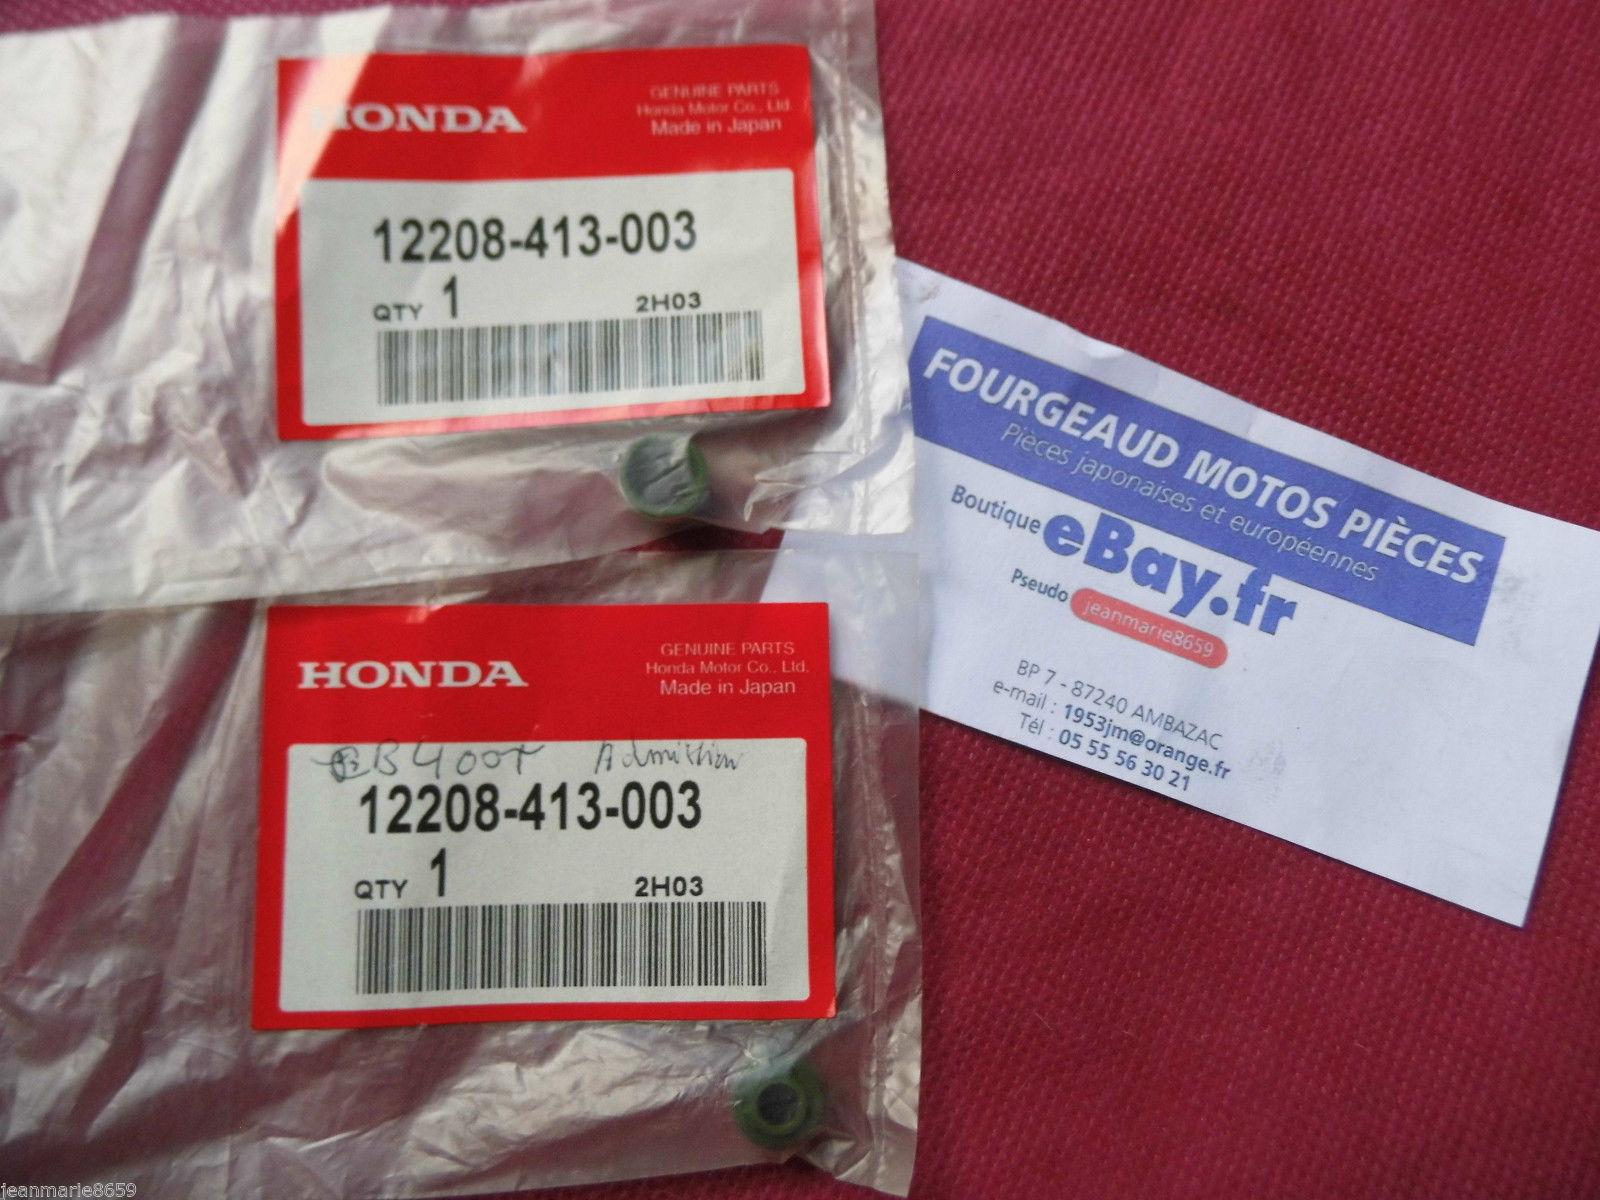 HONDA
GENUINE PARTS
Honda Motor Co., Ltd.
Made in Japan
12208-413-003
QTY 1 2H03
HONDA
GENUINE PARTS
Honda Motor Co., Ltd.
Made in Japan
CB400T Admission
12208-413-003
QTY 1 2H03
FOURGEAUD MOTOS PIÈCES
Pièces japonaises et européennes
Boutique eBay.fr
Pseudo jeanmarie8659
BP 7 - 87240 AMBAZAC
e-mail : 1953jm@orange.fr
Tél : 05 55 56 30 21
jeanmarie8659